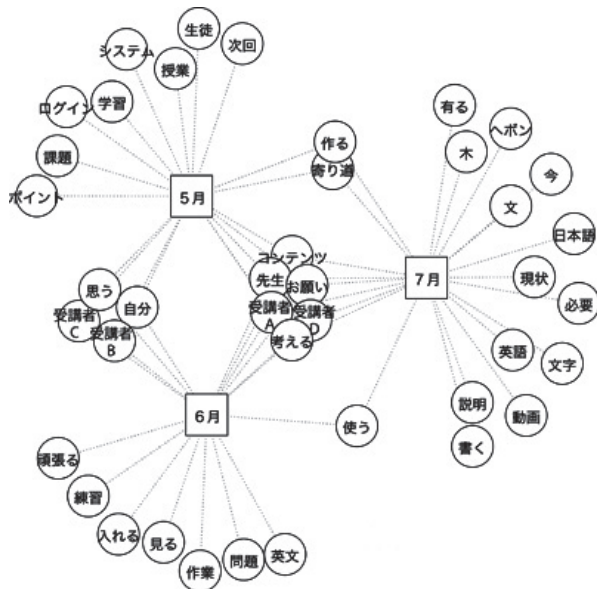 生徒
システム
次回
授業
ログイン
学習
課題
ポイント
5月
作る
寄り道
有る
ヘボン
木
今
文
日本語
現状
必要
7月
コンテンツ
先生
お願い
思う
自分
受講者
C
受講者
B
受講者
A
受講者
D
考える
英語
文字
説明
動画
書く
6月
使う
頑張る
練習
入れる
見る
作業
問題
英文